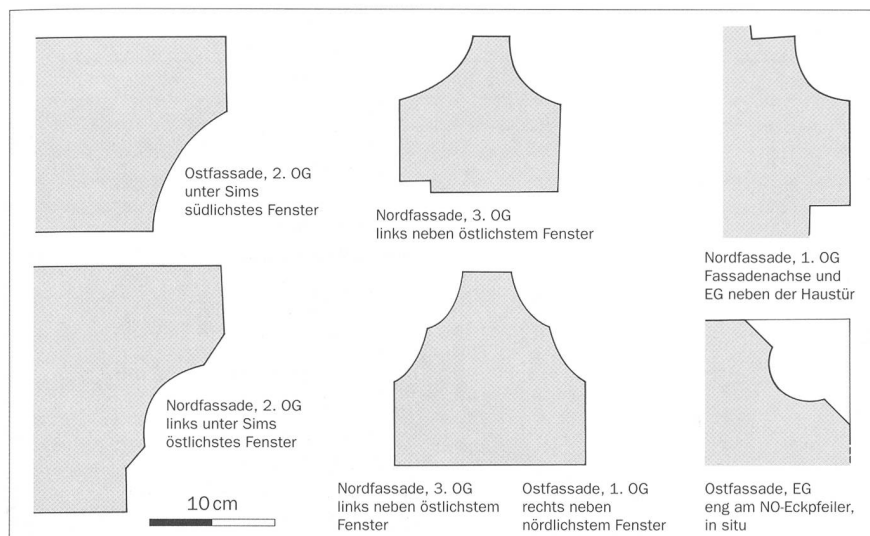 Ostfassade, 2. OG
unter Sims
südlichstes Fenster
Nordfassade, 3. OG
links neben östlichstem Fenster
Nordfassade, 1. OG
Fassadenachse und
EG neben der Haustür
Nordfassade, 2. OG
links unter Sims
östlichstes Fenster
10 cm
Nordfassade, 3. OG
links neben östlichstem
Fenster
Ostfassade, 1. OG
rechts neben
nördlichstem Fenster
Ostfassade, EG
eng am NO-Eckpfeiler,
in situ